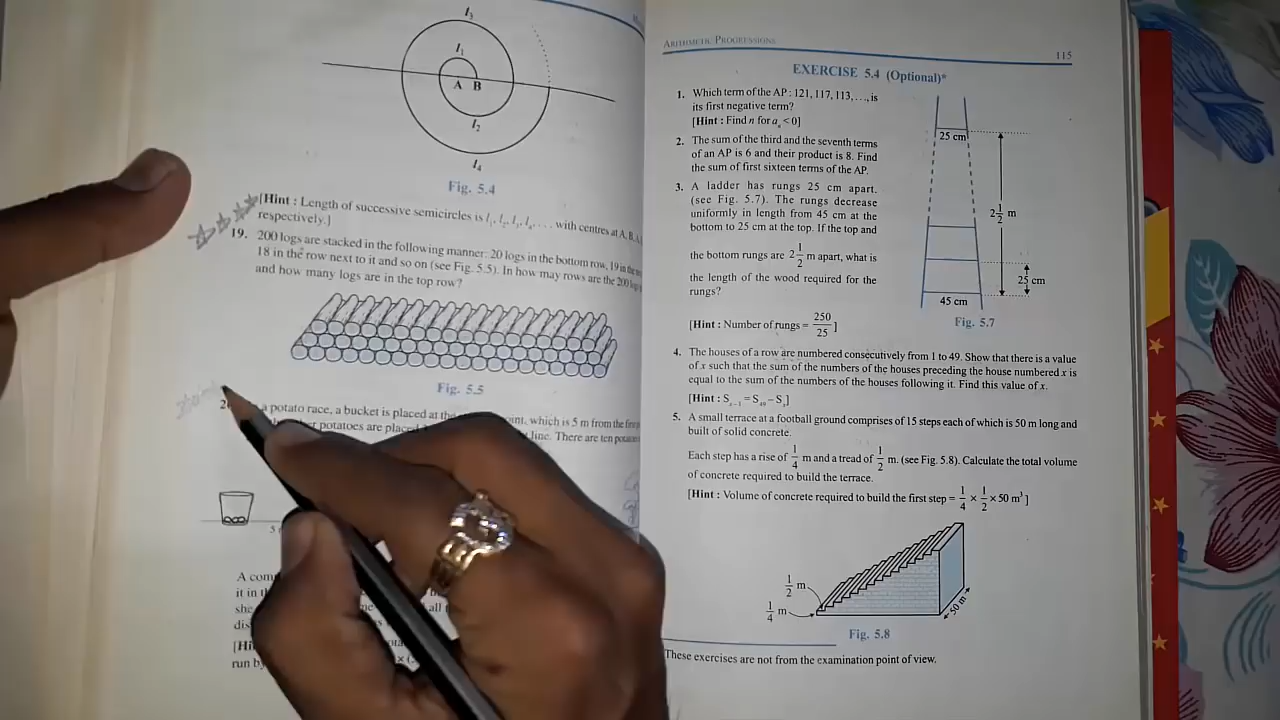 l₃
l₁
A B
l₂
l₄
Fig. 5.4
[Hint : Length of successive semicircles is l₁, l₂, l₃, l₄, . . . with centres at A, B, A,
respectively.]
19. 200 logs are stacked in the following manner: 20 logs in the bottom row, 19 in the
18 in the row next to it and so on (see Fig. 5.5). In how may rows are the 200
and how many logs are in the top row?
Fig. 5.5
a potato race, a bucket is placed at the point, which is 5 m from the
potatoes are placed line. There are ten
5
A com
it in
she
dis
run by
ARITHMETIC PROGRESSIONS 115
EXERCISE 5.4 (Optional)*
1. Which term of the AP : 121, 117, 113, . . ., is
its first negative term?
[Hint : Find n for aₙ < 0]
2. The sum of the third and the seventh terms
of an AP is 6 and their product is 8. Find
the sum of first sixteen terms of the AP.
3. A ladder has rungs 25 cm apart.
(see Fig. 5.7). The rungs decrease
uniformly in length from 45 cm at the
bottom to 25 cm at the top. If the top and
the bottom rungs are 2 1/2 m apart, what is
the length of the wood required for the
rungs?
[Hint : Number of rungs = 250/25 ]
25 cm
2 1/2 m
25 cm
45 cm
Fig. 5.7
4. The houses of a row are numbered consecutively from 1 to 49. Show that there is a value
of x such that the sum of the numbers of the houses preceding the house numbered x is
equal to the sum of the numbers of the houses following it. Find this value of x.
[Hint : Sₓ₋₁ = S₄₉ – Sₓ]
5. A small terrace at a football ground comprises of 15 steps each of which is 50 m long and
built of solid concrete.
Each step has a rise of 1/4 m and a tread of 1/2 m. (see Fig. 5.8). Calculate the total volume
of concrete required to build the terrace.
[Hint : Volume of concrete required to build the first step = 1/4 × 1/2 × 50 m³ ]
1/2 m
1/4 m
50 m
Fig. 5.8
These exercises are not from the examination point of view.